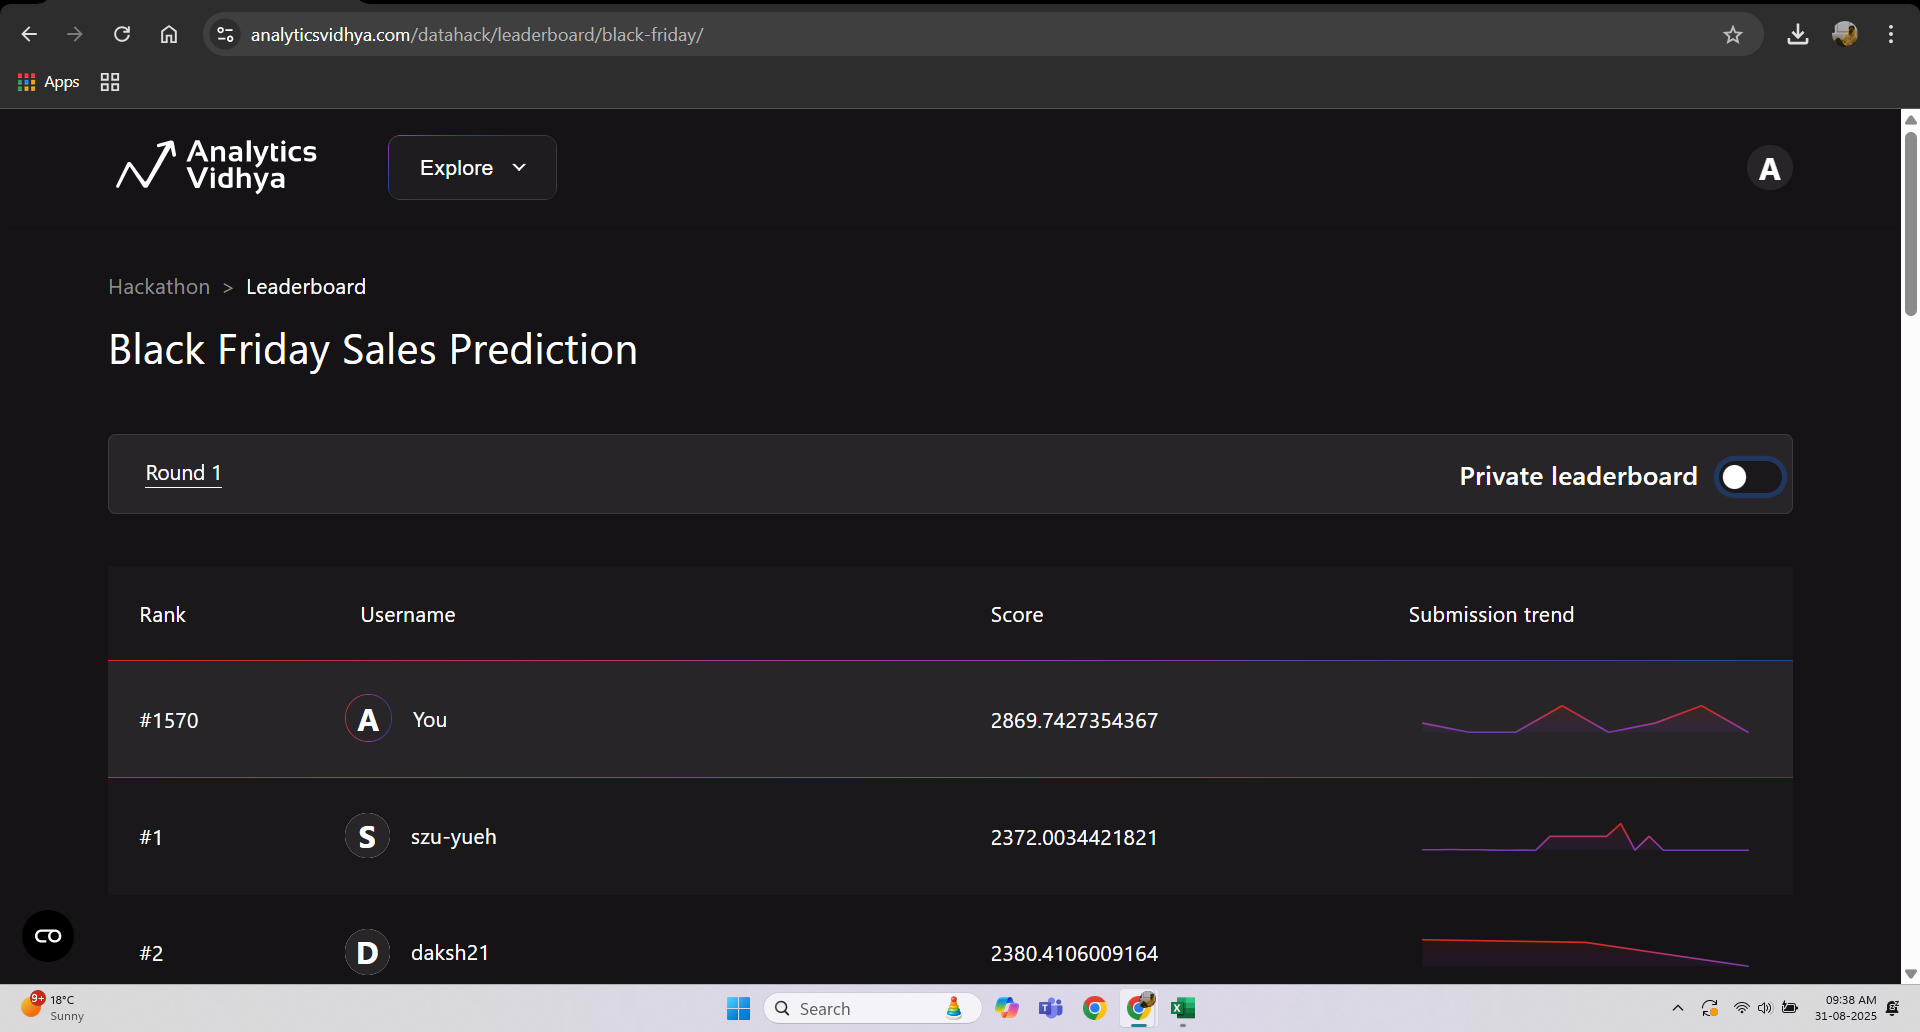 analyticsvidhya.com/datahack/leaderboard/black-friday/
Apps
Analytics
Vidhya
Explore
A
Hackathon > Leaderboard
Black Friday Sales Prediction
Round 1
Private leaderboard
Rank Username Score Submission trend
#1570 A You 2869.7427354367
#1 S szu-yueh 2372.0034421821
#2 D daksh21 2380.4106009164
9+
18°C
Sunny
Search
09:38 AM
31-08-2025